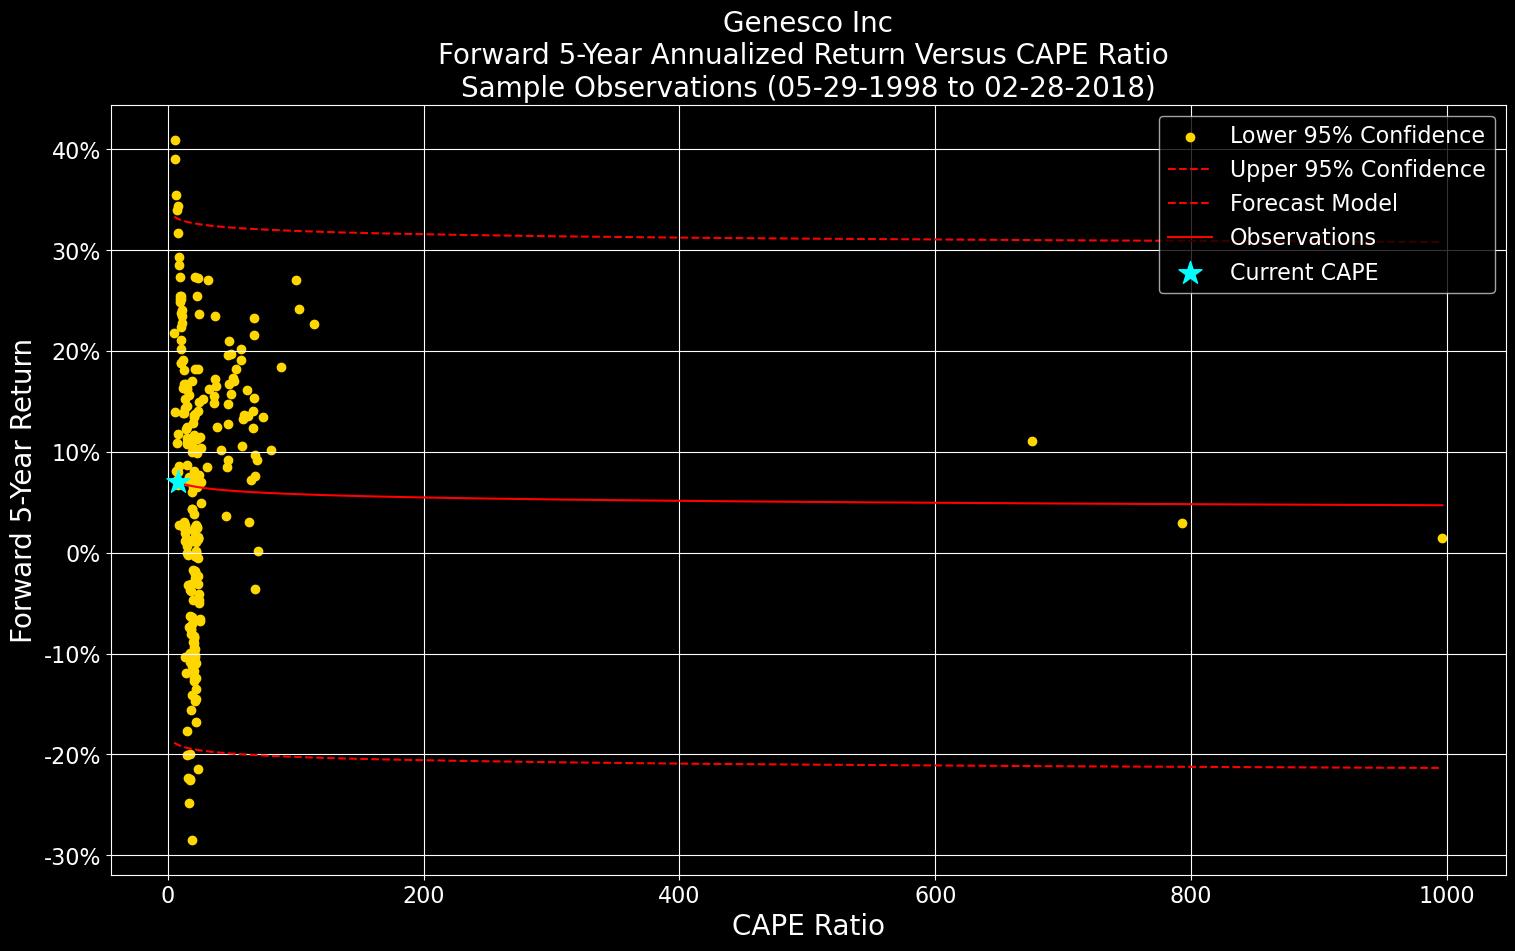 Genesco Inc
Forward 5-Year Annualized Return Versus CAPE Ratio
Sample Observations (05-29-1998 to 02-28-2018)
Lower 95% Confidence
Upper 95% Confidence
Forecast Model
Observations
Current CAPE
Forward 5-Year Return
40%
30%
20%
10%
0%
-10%
-20%
-30%
0
200
400
600
800
1000
CAPE Ratio